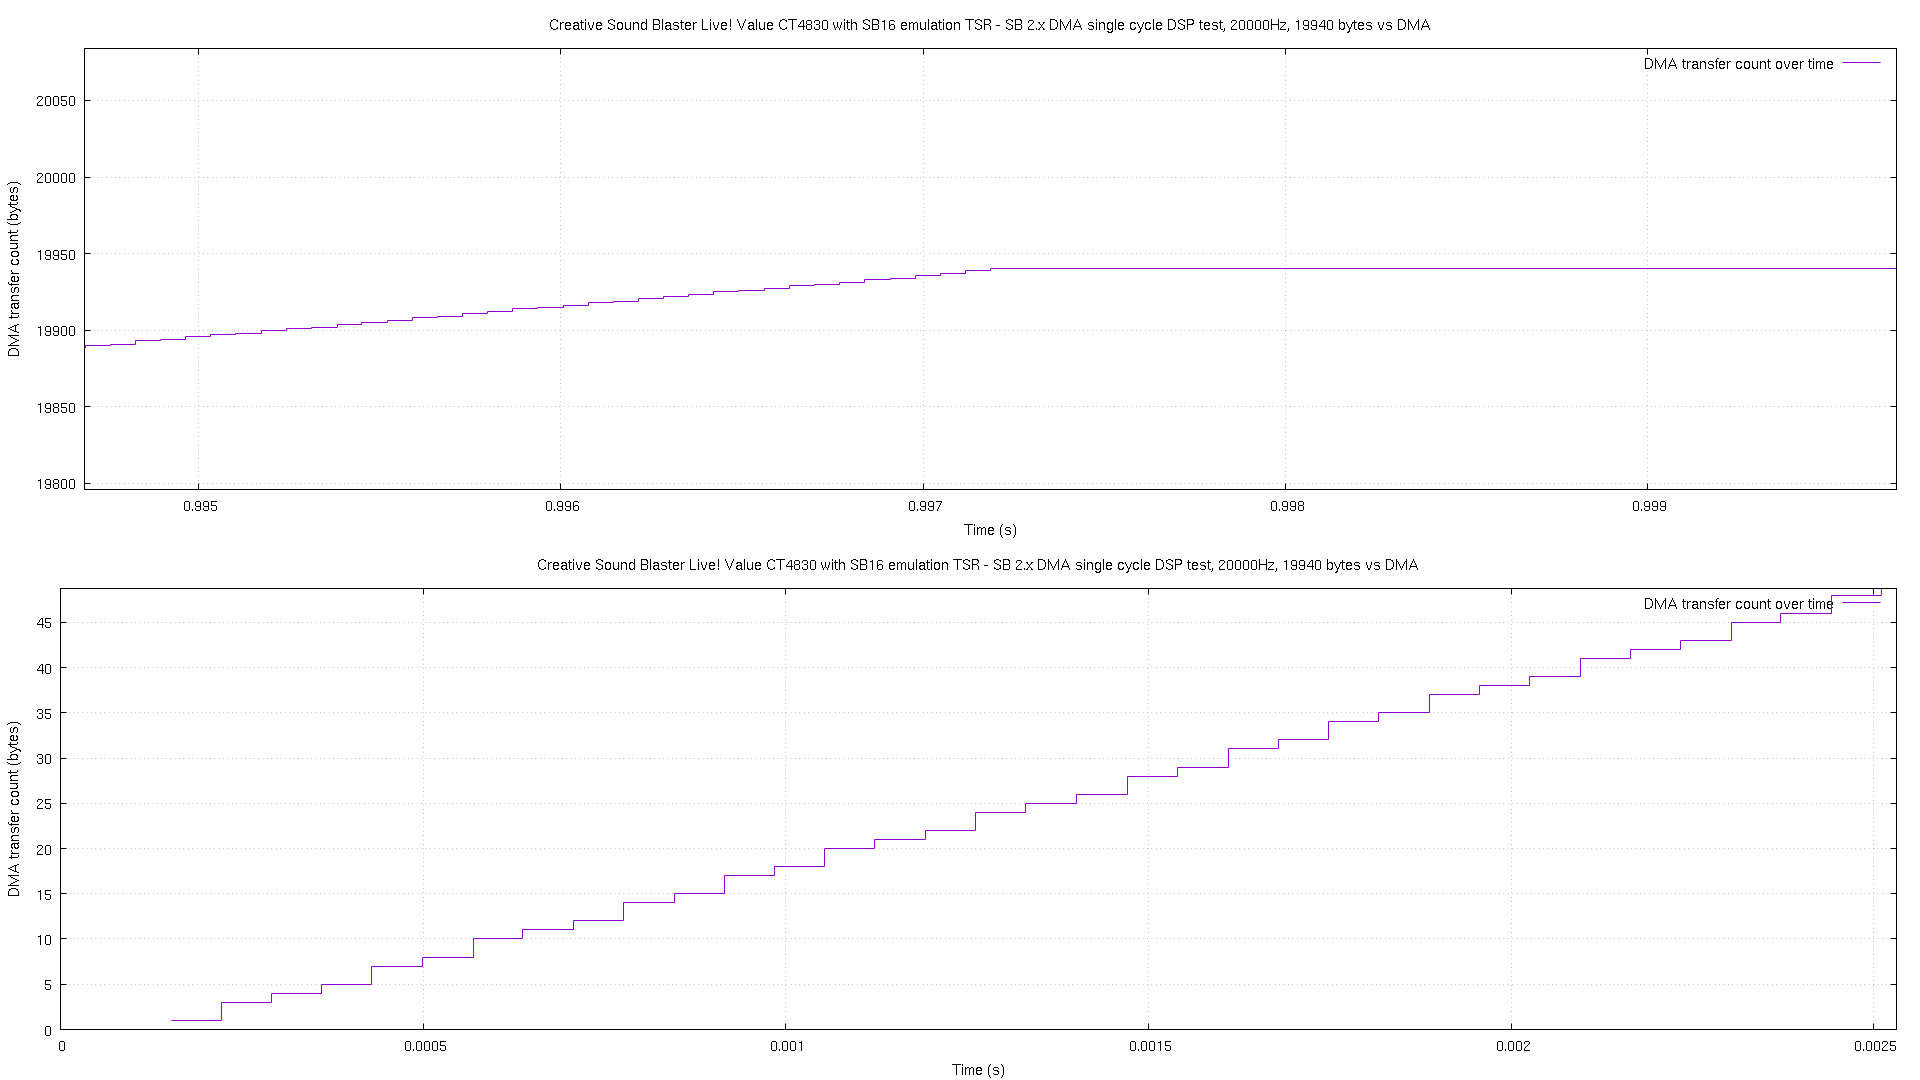 Creative Sound Blaster Live! Value CT4830 with SB16 emulation TSR - SB 2.x DMA single cycle DSP test, 20000Hz, 19940 bytes vs DMA
DMA transfer count over time
DMA transfer count (bytes)
20050
20000
19950
19900
19850
19800
0.995 0.996 0.997 0.998 0.999
Time (s)
Creative Sound Blaster Live! Value CT4830 with SB16 emulation TSR - SB 2.x DMA single cycle DSP test, 20000Hz, 19940 bytes vs DMA
DMA transfer count over time
DMA transfer count (bytes)
45
40
35
30
25
20
15
10
5
0
0 0.0005 0.001 0.0015 0.002 0.0025
Time (s)